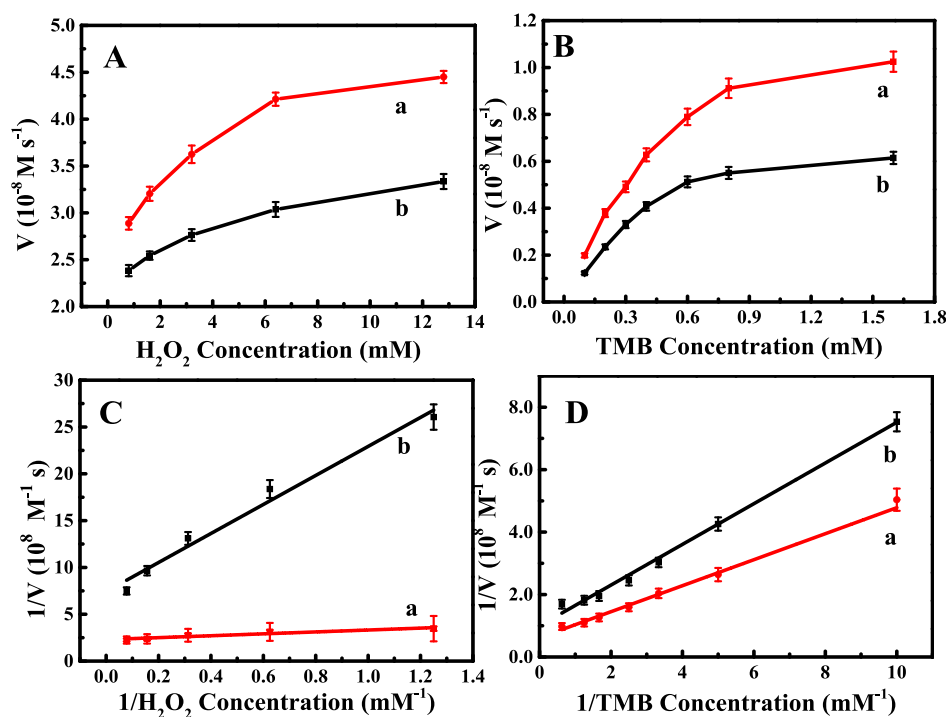 A
5.0
4.5
4.0
3.5
3.0
2.5
2.0
V (10⁻⁸ M s⁻¹)
a
b
0 2 4 6 8 10 12 14
H₂O₂ Concentration (mM)
B
1.2
1.0
0.8
0.6
0.4
0.2
0.0
V (10⁻⁸ M s⁻¹)
a
b
0.0 0.3 0.6 0.9 1.2 1.5 1.8
TMB Concentration (mM)
C
30
25
20
15
10
5
0
1/V (10⁸ M⁻¹ s)
b
a
0.0 0.2 0.4 0.6 0.8 1.0 1.2 1.4
1/H₂O₂ Concentration (mM⁻¹)
D
8.0
6.0
4.0
2.0
0.0
1/V (10⁸ M⁻¹ s)
b
a
0 2 4 6 8 10
1/TMB Concentration (mM⁻¹)